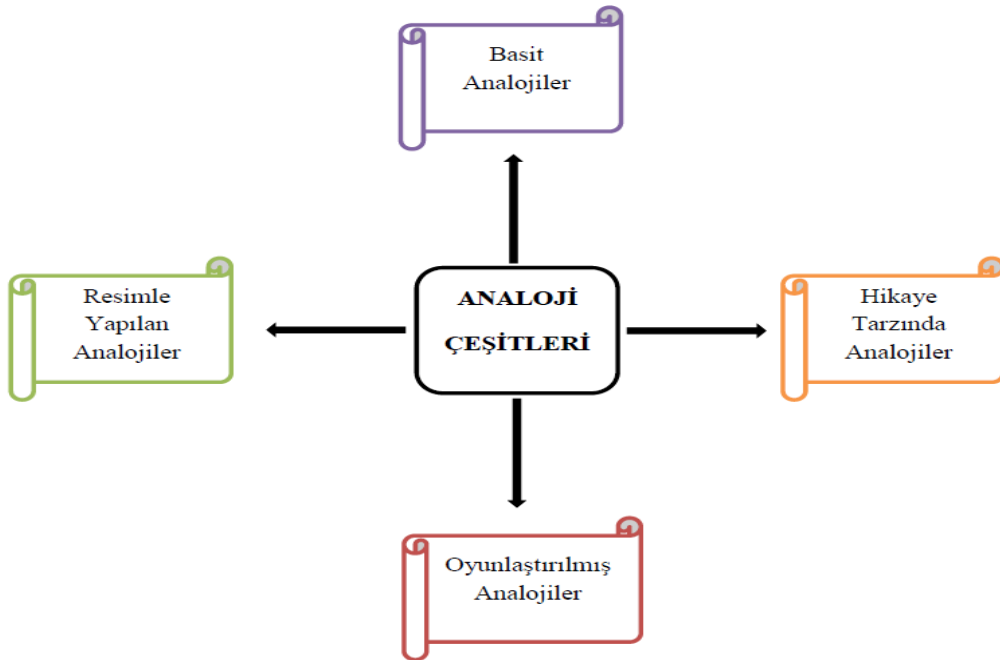 Basit
Analojiler
Resimle
Yapılan
Analojiler
ANALOJİ
ÇEŞİTLERİ
Hikaye
Tarzında
Analojiler
Oyunlaştırılmış
Analojiler